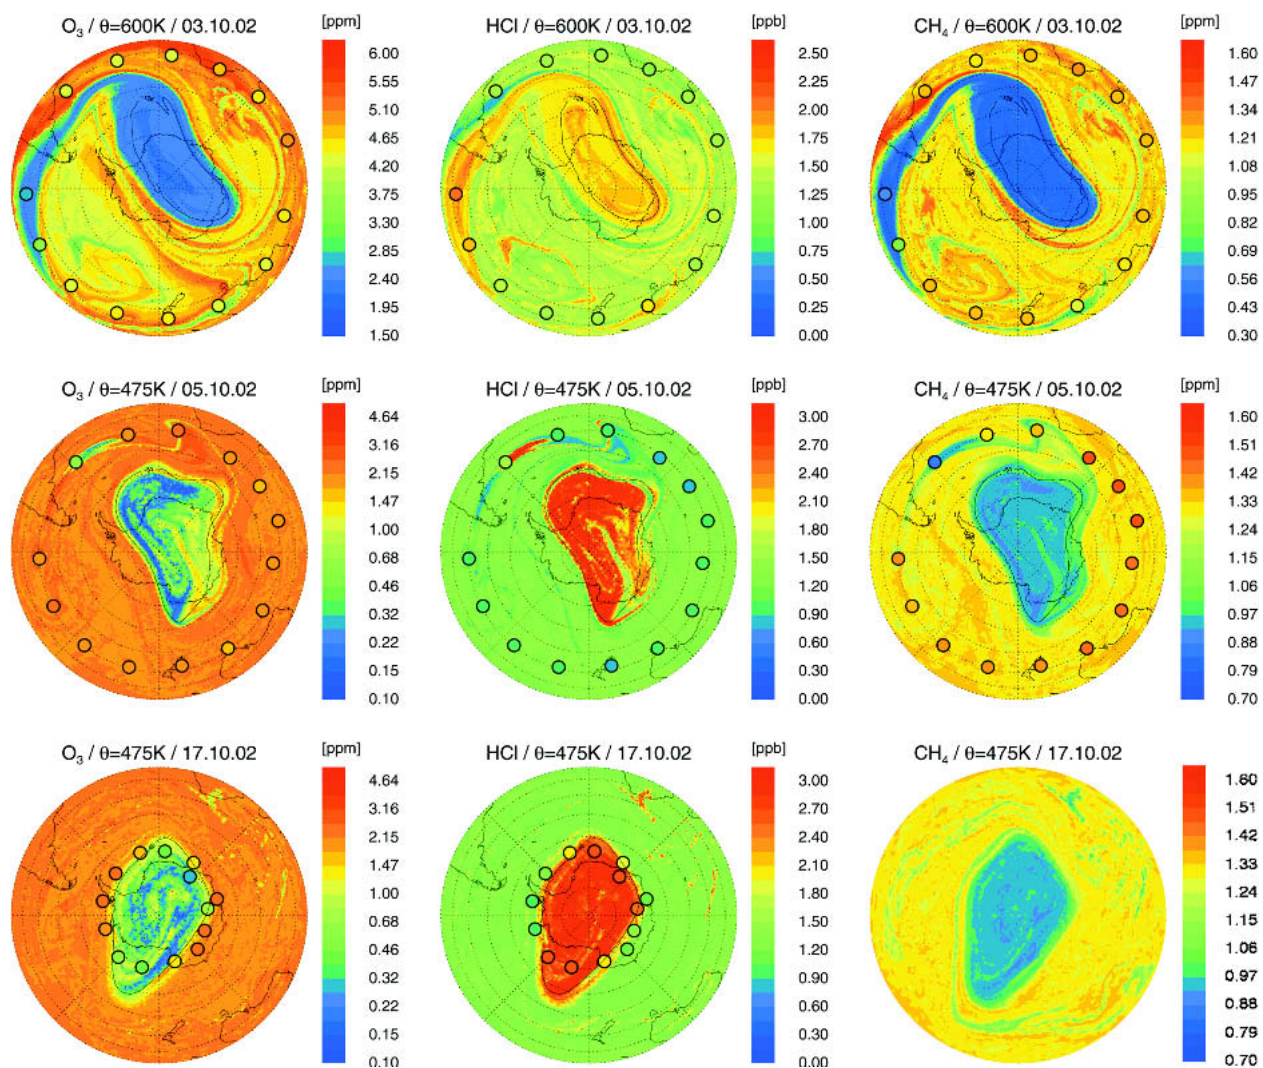 O3 / θ=600K / 03.10.02 [ppm] HCl / θ=600K / 03.10.02 [ppb] CH4 / θ=600K / 03.10.02 [ppm]
6.00 2.50 1.60
5.10 2.00 1.47
4.65 1.75 1.34
4.20 1.50 1.21
3.75 1.25 1.08
3.30 1.00 0.95
2.85 0.75 0.82
2.40 0.50 0.69
1.95 0.25 0.56
1.50 0.00 0.43
0.30
O3 / θ=475K / 05.10.02 [ppm] HCl / θ=475K / 05.10.02 [ppb] CH4 / θ=475K / 05.10.02 [ppm]
4.64 3.00 1.60
3.16 2.70 1.51
2.15 2.40 1.42
1.47 2.10 1.33
1.00 1.80 1.24
0.68 1.50 1.15
0.46 1.20 1.06
0.32 0.90 0.97
0.22 0.60 0.88
0.15 0.30 0.79
0.10 0.00 0.70
O3 / θ=475K / 17.10.02 [ppm] HCl / θ=475K / 17.10.02 [ppb] CH4 / θ=475K / 17.10.02
4.64 3.00 1.60
3.16 2.70 1.51
2.15 2.40 1.42
1.47 2.10 1.33
1.00 1.80 1.24
0.68 1.50 1.15
0.46 1.20 1.06
0.32 0.90 0.97
0.22 0.60 0.88
0.15 0.30 0.79
0.10 0.00 0.70